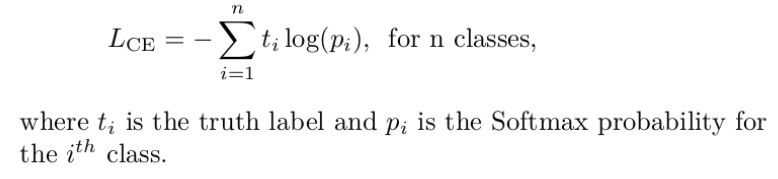 L_CE = − ∑_{i=1}^{n} t_i log(p_i), for n classes,
where t_i is the truth label and p_i is the Softmax probability for
the i^{th} class.